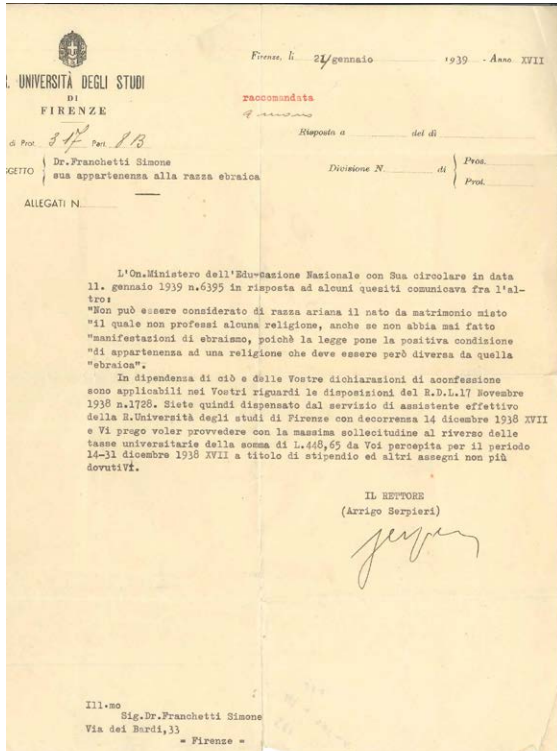 Firenze, li 21 gennaio 1939 - Anno XVII
R. UNIVERSITÀ DEGLI STUDI
DI
FIRENZE
raccomandata
a mano
di Prot. 317 Part. 8B
Risposta a del dì
GETTO Dr.Franchetti Simone
sua appartenenza alla razza ebraica
Divisione N. di Pros.
Prot.
ALLEGATI N.
L'On.Ministero dell'Educazione Nazionale con Sua circolare in data
11. gennaio 1939 n.6395 in risposta ad alcuni quesiti comunicava fra l'al-
tro:
"Non può essere considerato di razza ariana il nato da matrimonio misto
"il quale non professi alcuna religione, anche se non abbia mai fatto
"manifestazioni di ebraismo, poichè la legge pone la positiva condizione
"di appartenenza ad una religione che deve essere però diversa da quella
"ebraica".
In dipendenza di ciò e delle Vostre dichiarazioni di aconfessione
sono applicabili nei Vostri riguardi le disposizioni del R.D.L.17 Novembre
1938 n.1728. Siete quindi dispensato dal servizio di assistente effettivo
della R.Università degli studi di Firenze con decorrenza 14 dicembre 1938 XVII
e Vi prego voler provvedere con la massima sollecitudine al riverso delle
tasse universitarie della somma di L.448,65 da Voi percepita per il periodo
14-31 dicembre 1938 XVII a titolo di stipendio ed altri assegni non più
dovutiVi.
IL RETTORE
(Arrigo Serpieri)
Serpieri
Ill.mo
Sig.Dr.Franchetti Simone
Via dei Bardi,33
= Firenze =